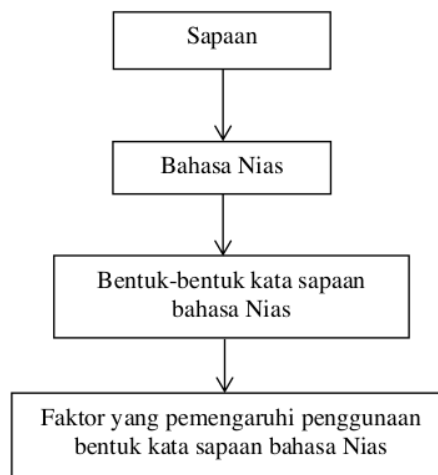 Sapaan
Bahasa Nias
Bentuk-bentuk kata sapaan
bahasa Nias
Faktor yang pemengaruhi penggunaan
bentuk kata sapaan bahasa Nias